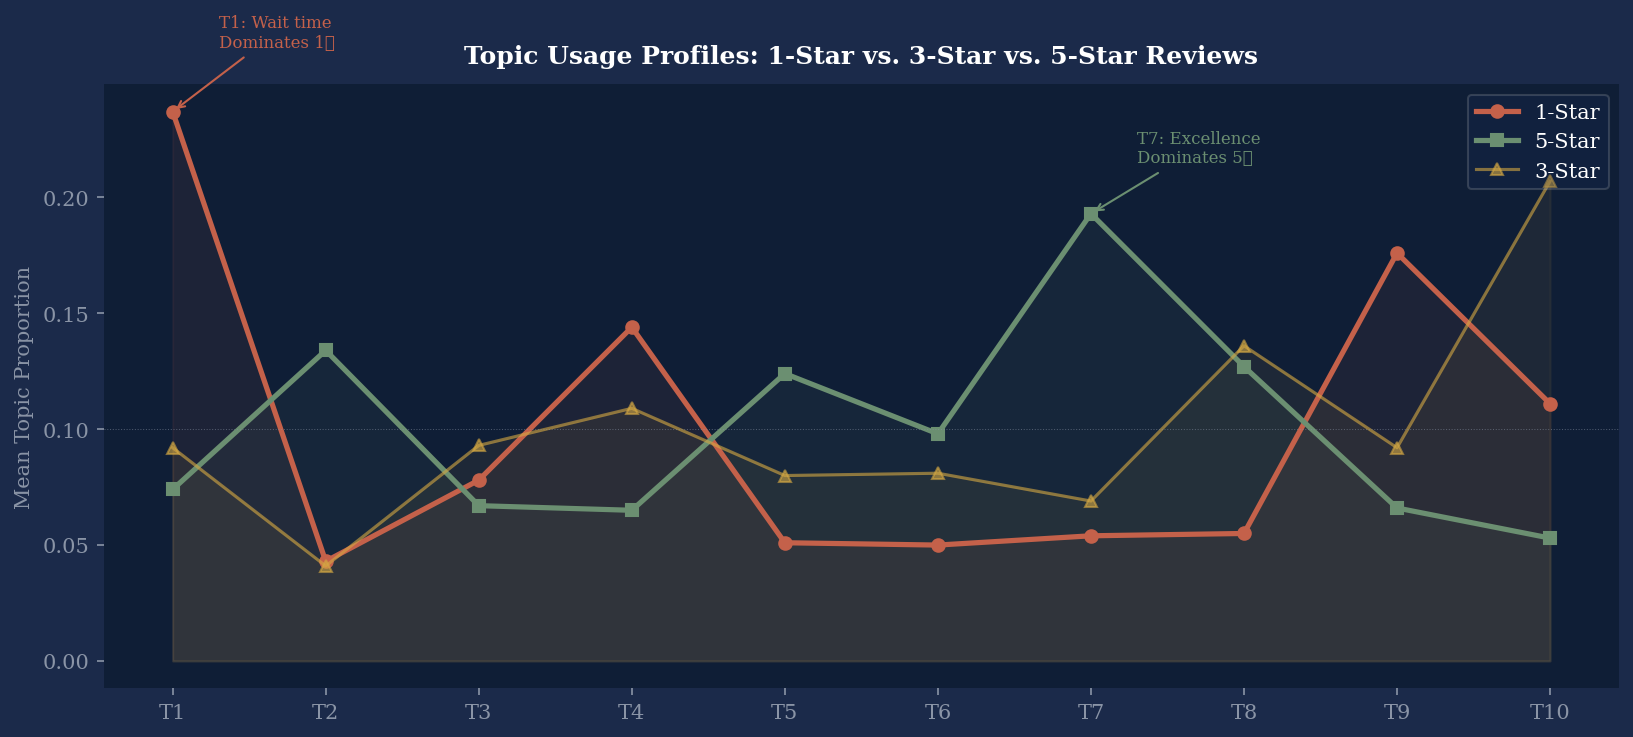 T1: Wait time
Dominates 1
Topic Usage Profiles: 1-Star vs. 3-Star vs. 5-Star Reviews
T7: Excellence
Dominates 5
1-Star
5-Star
3-Star
Mean Topic Proportion
0.20
0.15
0.10
0.05
0.00
T1 T2 T3 T4 T5 T6 T7 T8 T9 T10